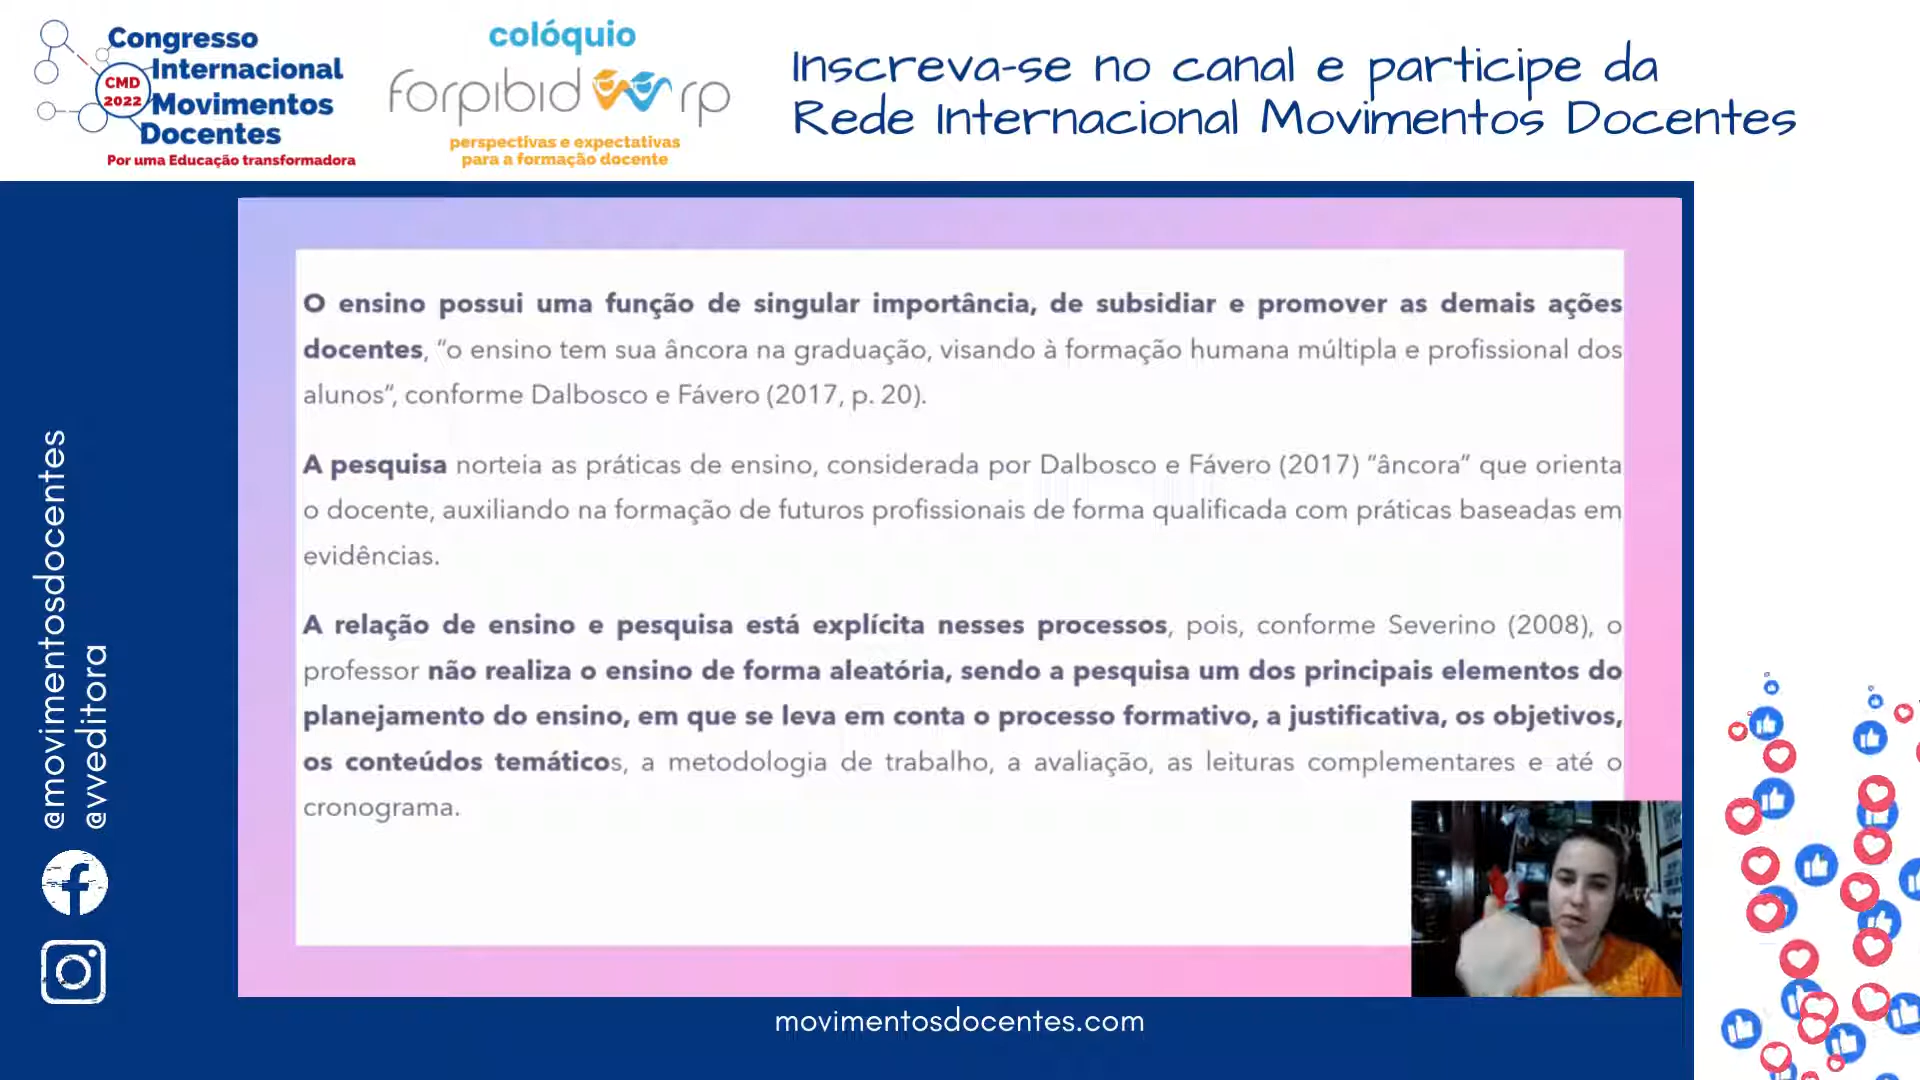 Congresso
Internacional
CMD
2022
Movimentos
Docentes
Por uma Educação transformadora
colóquio
forpibid rp
perspectivas e expectativas
para a formação docente
Inscreva-se no canal e participe da
Rede Internacional Movimentos Docentes
O ensino possui uma função de singular importância, de subsidiar e promover as demais ações
docentes, “o ensino tem sua âncora na graduação, visando à formação humana múltipla e profissional dos
alunos”, conforme Dalbosco e Fávero (2017, p. 20).
A pesquisa norteia as práticas de ensino, considerada por Dalbosco e Fávero (2017) “âncora” que orienta
o docente, auxiliando na formação de futuros profissionais de forma qualificada com práticas baseadas em
evidências.
A relação de ensino e pesquisa está explícita nesses processos, pois, conforme Severino (2008), o
professor não realiza o ensino de forma aleatória, sendo a pesquisa um dos principais elementos do
planejamento do ensino, em que se leva em conta o processo formativo, a justificativa, os objetivos,
os conteúdos temáticos, a metodologia de trabalho, a avaliação, as leituras complementares e até o
cronograma.
@movimentosdocentes
@vveditora
movimentosdocentes.com